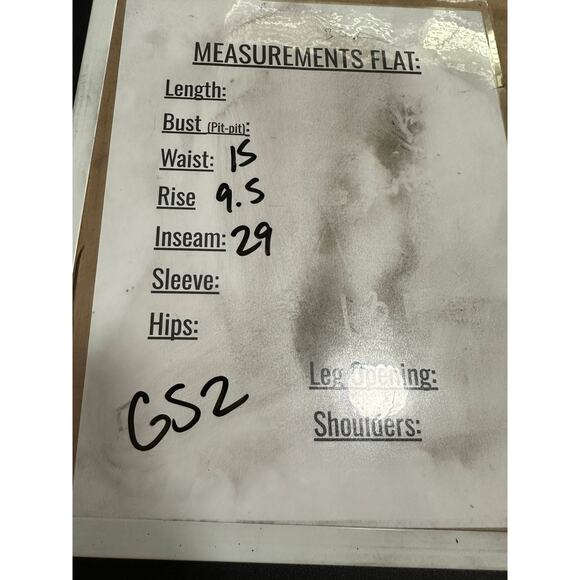 MEASUREMENTS FLAT:
Length:
Bust (Pit-pit):
Waist: 15
Rise 9.5
Inseam: 29
Sleeve:
Hips:
Leg Opening:
GS2
Shoulders: